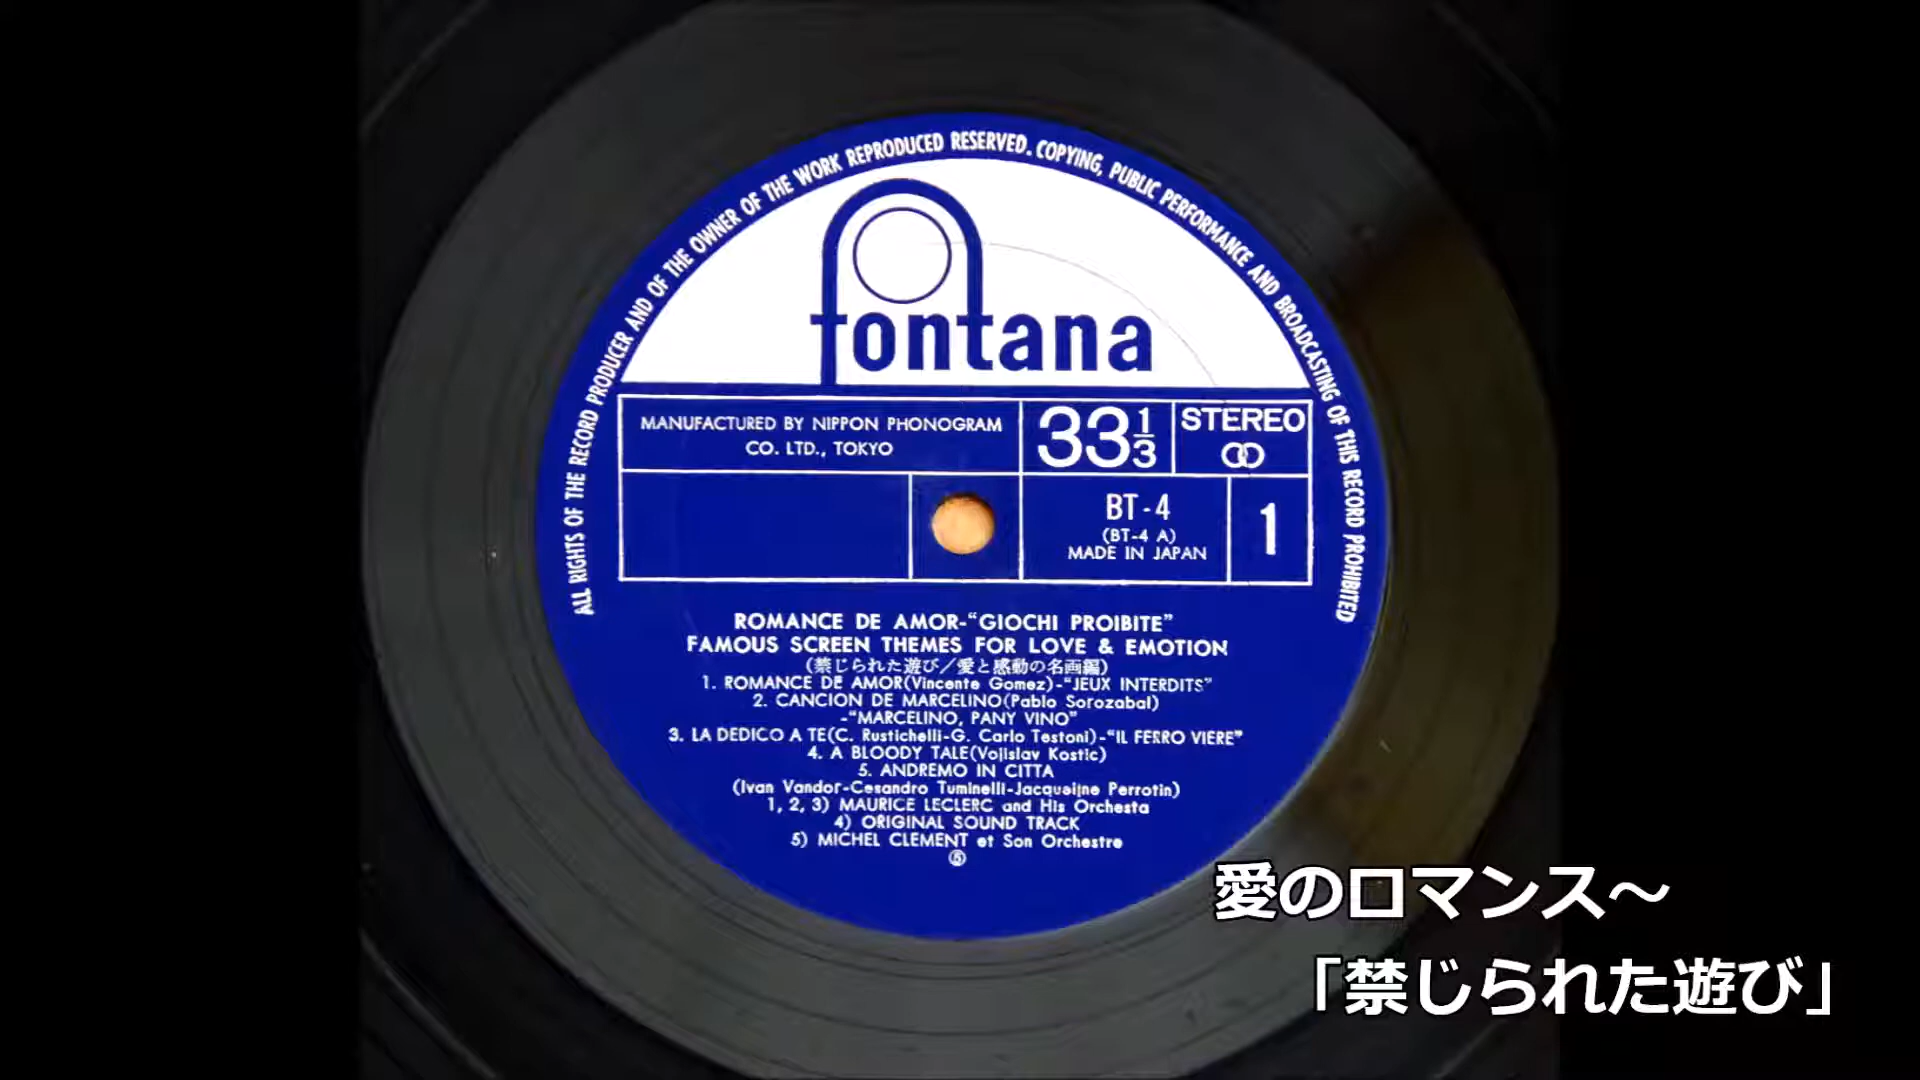 ALL RIGHTS OF THE RECORD PRODUCER AND OF THE OWNER OF THE WORK REPRODUCED RESERVED. COPYING, PUBLIC PERFORMANCE AND BROADCASTING OF THIS RECORD PROHIBITED
fontana
MANUFACTURED BY NIPPON PHONOGRAM
CO. LTD., TOKYO
33 1/3
STEREO
BT-4
(BT-4 A)
MADE IN JAPAN
1
ROMANCE DE AMOR-“GIOCHI PROIBITE”
FAMOUS SCREEN THEMES FOR LOVE & EMOTION
(禁じられた遊び/愛と感動の名画編)
1. ROMANCE DE AMOR(Vincente Gomez)-“JEUX INTERDITS”
2. CANCION DE MARCELINO(Pablo Sorozabal)
-“MARCELINO, PANY VINO”
3. LA DEDICO A TE(C. Rustichelli-G. Carlo Testoni)-“IL FERRO VIERE”
4. A BLOODY TALE(Vojislav Kostic)
5. ANDREMO IN CITTA
(Ivan Vandor-Cesandro Tuminelli-Jacqueline Perrotin)
1, 2, 3) MAURICE LECLERC and His Orchesta
4) ORIGINAL SOUND TRACK
5) MICHEL CLEMENT et Son Orchestre
愛のロマンス～
「禁じられた遊び」